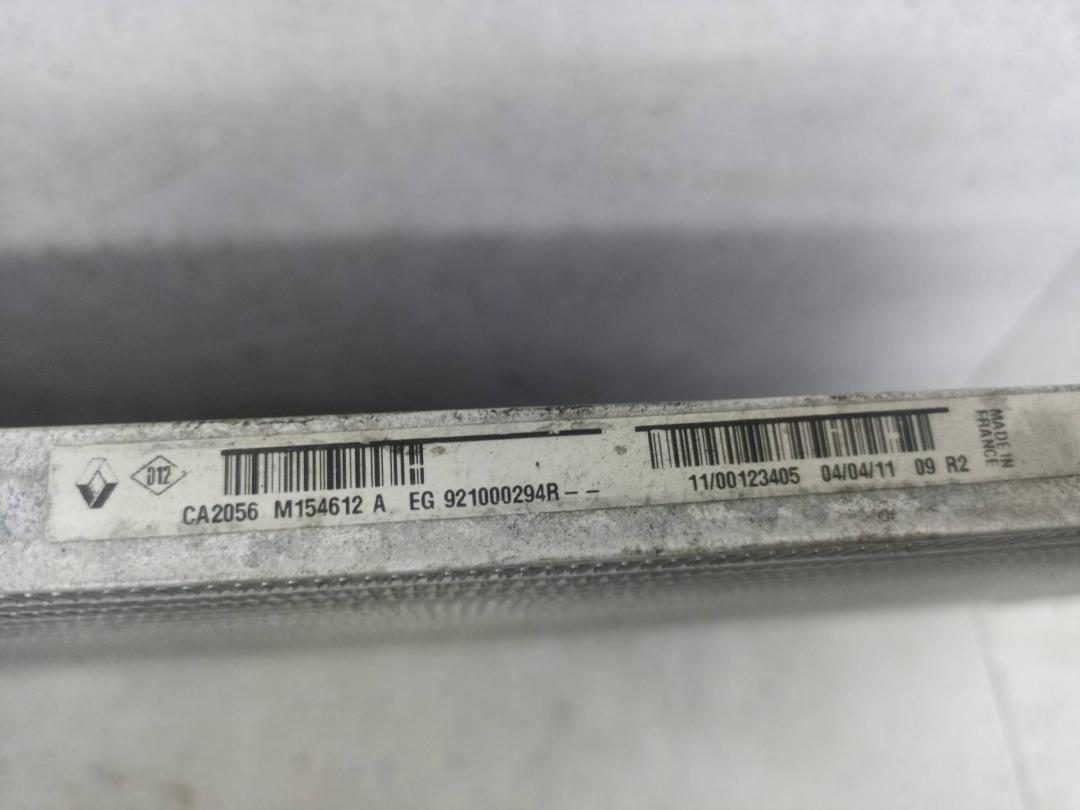 D12
CA2056 M154612 A EG 921000294R--
11/00123405 04/04/11 09 R2
MADE IN
FRANCE